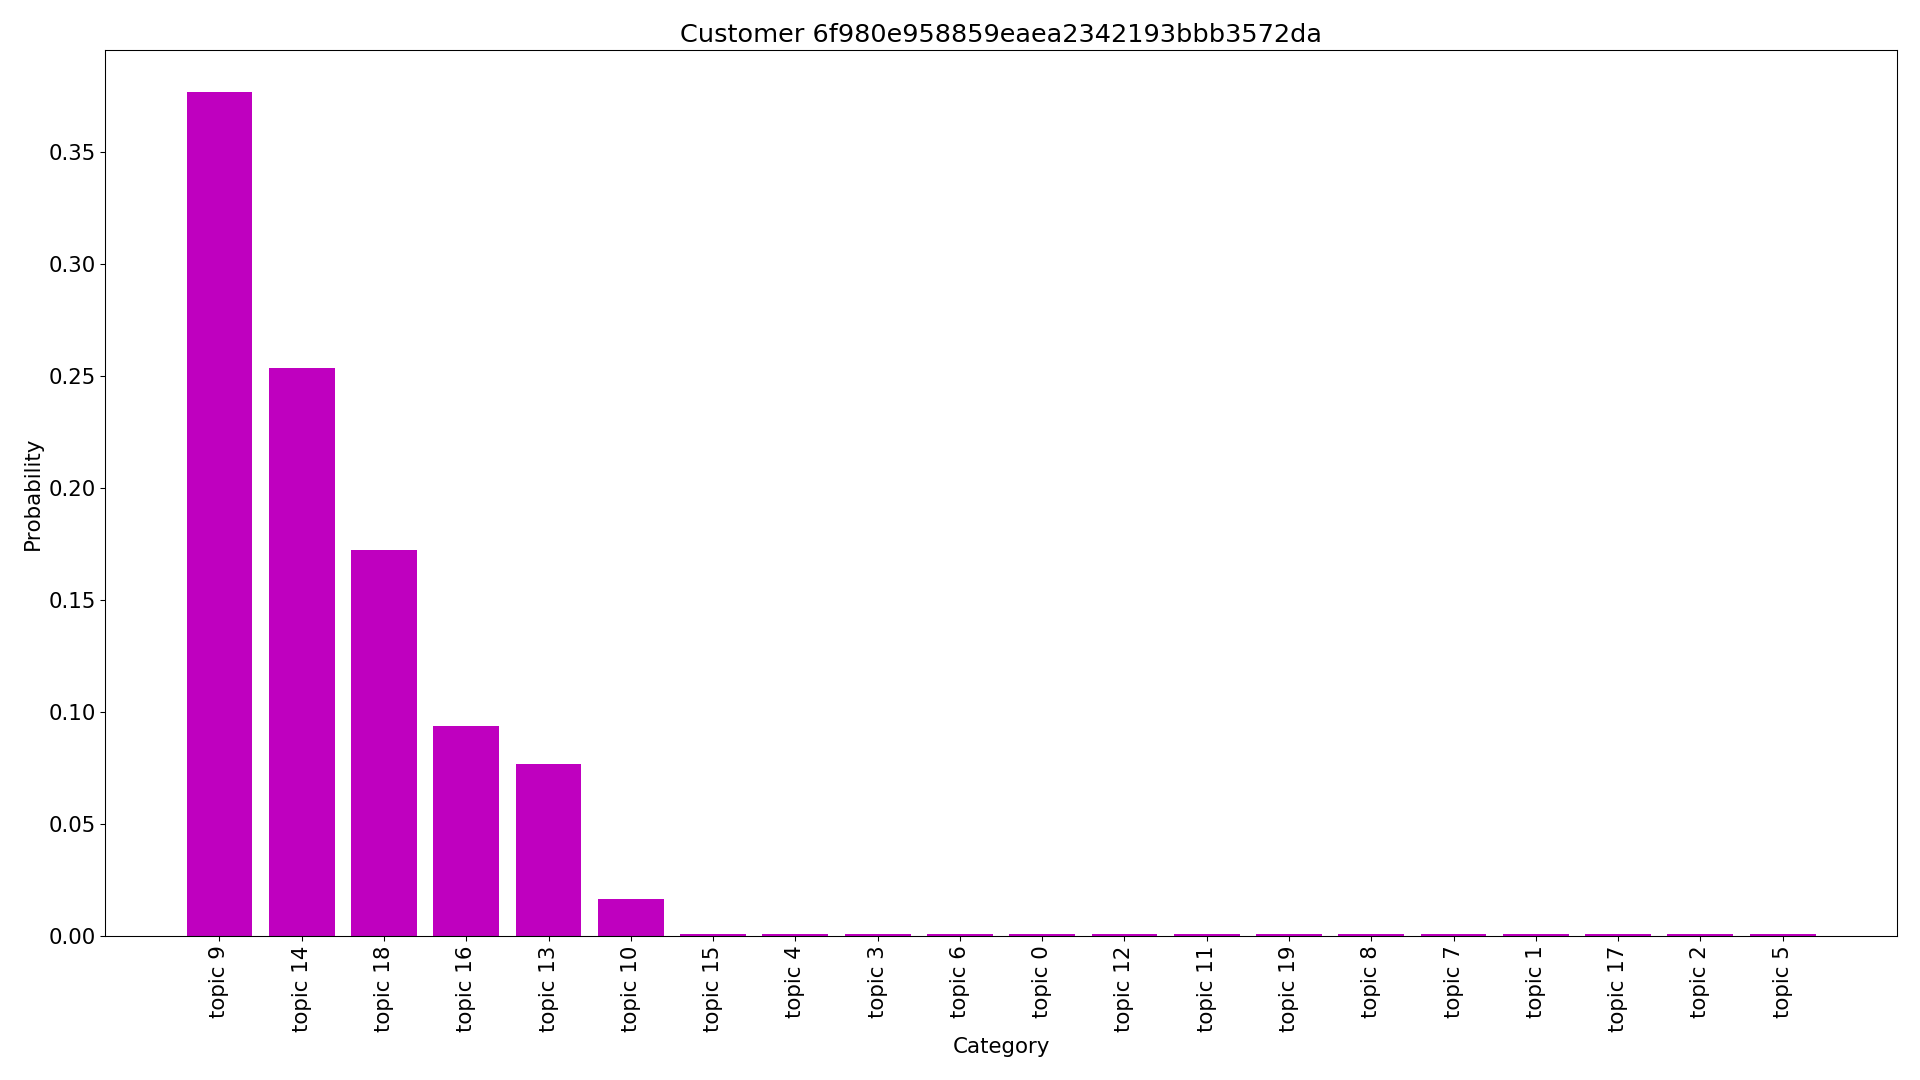 Customer 6f980e958859eaea2342193bbb3572da
Probability
0.35
0.30
0.25
0.20
0.15
0.10
0.05
0.00
topic 9
topic 14
topic 18
topic 16
topic 13
topic 10
topic 15
topic 4
topic 3
topic 6
topic 0
topic 12
topic 11
topic 19
topic 8
topic 7
topic 1
topic 17
topic 2
topic 5
Category